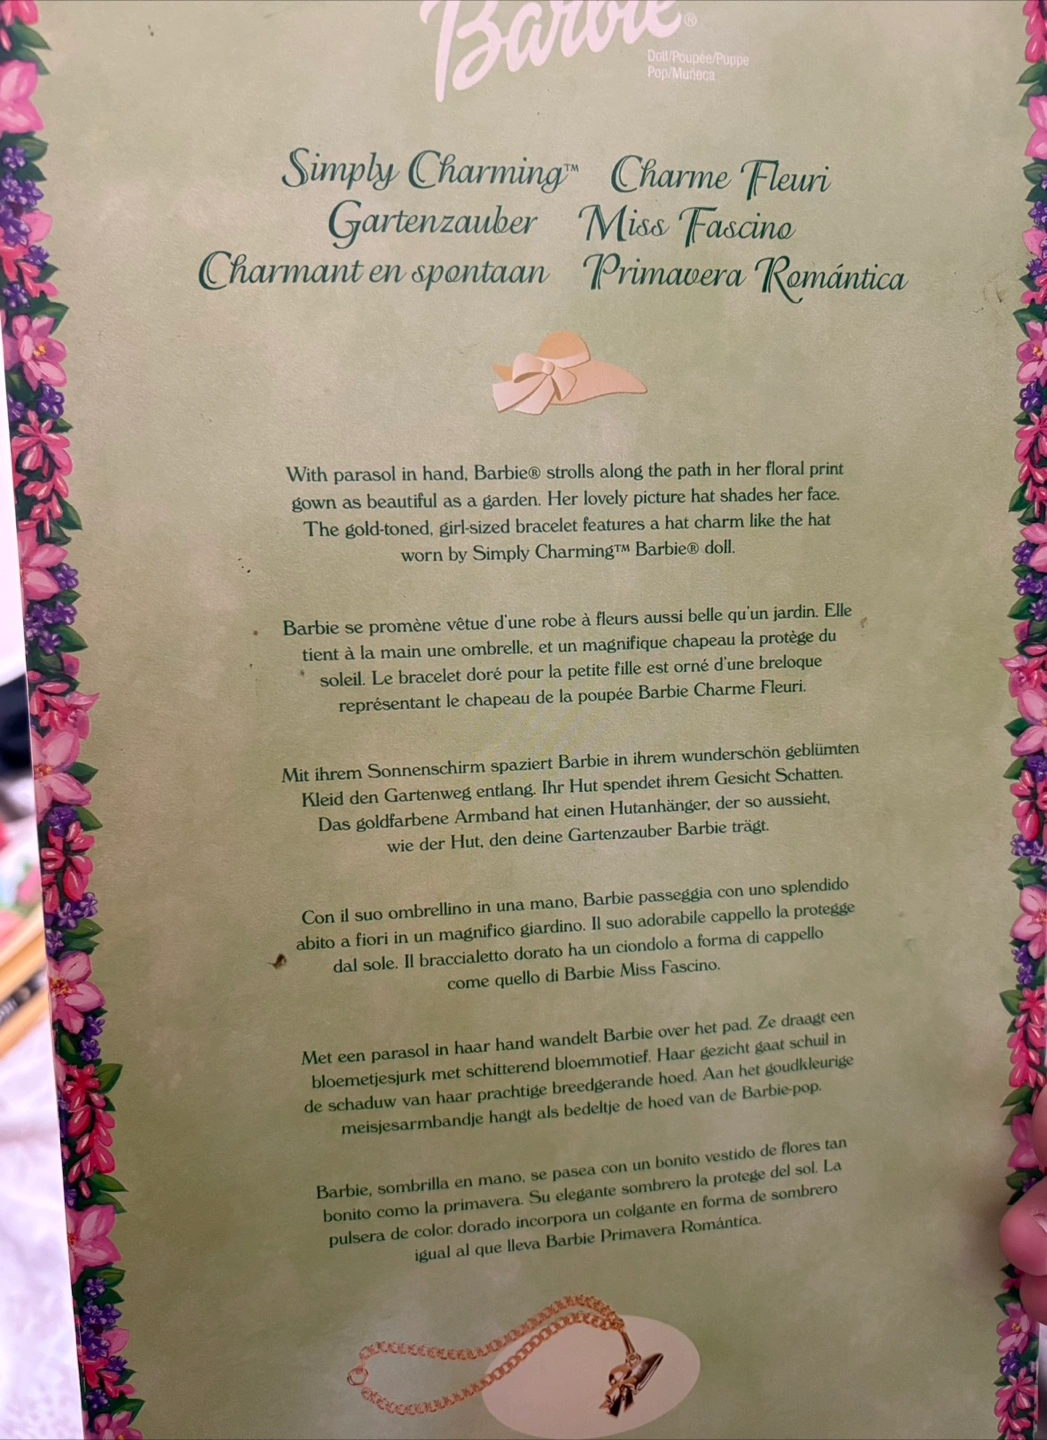 Barbie®
Doll/Poupée/Puppe
Pop/Muñeca
Simply Charming™ Charme Fleuri
Gartenzauber Miss Fascino
Charmant en spontaan Primavera Romántica
With parasol in hand, Barbie® strolls along the path in her floral print
gown as beautiful as a garden. Her lovely picture hat shades her face.
The gold-toned, girl-sized bracelet features a hat charm like the hat
worn by Simply Charming™ Barbie® doll.
Barbie se promène vêtue d'une robe à fleurs aussi belle qu'un jardin. Elle
tient à la main une ombrelle, et un magnifique chapeau la protège du
soleil. Le bracelet doré pour la petite fille est orné d'une breloque
représentant le chapeau de la poupée Barbie Charme Fleuri.
Mit ihrem Sonnenschirm spaziert Barbie in ihrem wunderschön geblümten
Kleid den Gartenweg entlang. Ihr Hut spendet ihrem Gesicht Schatten.
Das goldfarbene Armband hat einen Hutanhänger, der so aussieht,
wie der Hut, den deine Gartenzauber Barbie trägt.
Con il suo ombrellino in una mano, Barbie passeggia con uno splendido
abito a fiori in un magnifico giardino. Il suo adorabile cappello la protegge
dal sole. Il braccialetto dorato ha un ciondolo a forma di cappello
come quello di Barbie Miss Fascino.
Met een parasol in haar hand wandelt Barbie over het pad. Ze draagt een
bloemetjesjurk met schitterend bloemmotief. Haar gezicht gaat schuil in
de schaduw van haar prachtige breedgerande hoed. Aan het goudkleurige
meisjesarmbandje hangt als bedeltje de hoed van de Barbie-pop.
Barbie, sombrilla en mano, se pasea con un bonito vestido de flores tan
bonito como la primavera. Su elegante sombrero la protege del sol. La
pulsera de color dorado incorpora un colgante en forma de sombrero
igual al que lleva Barbie Primavera Romántica.